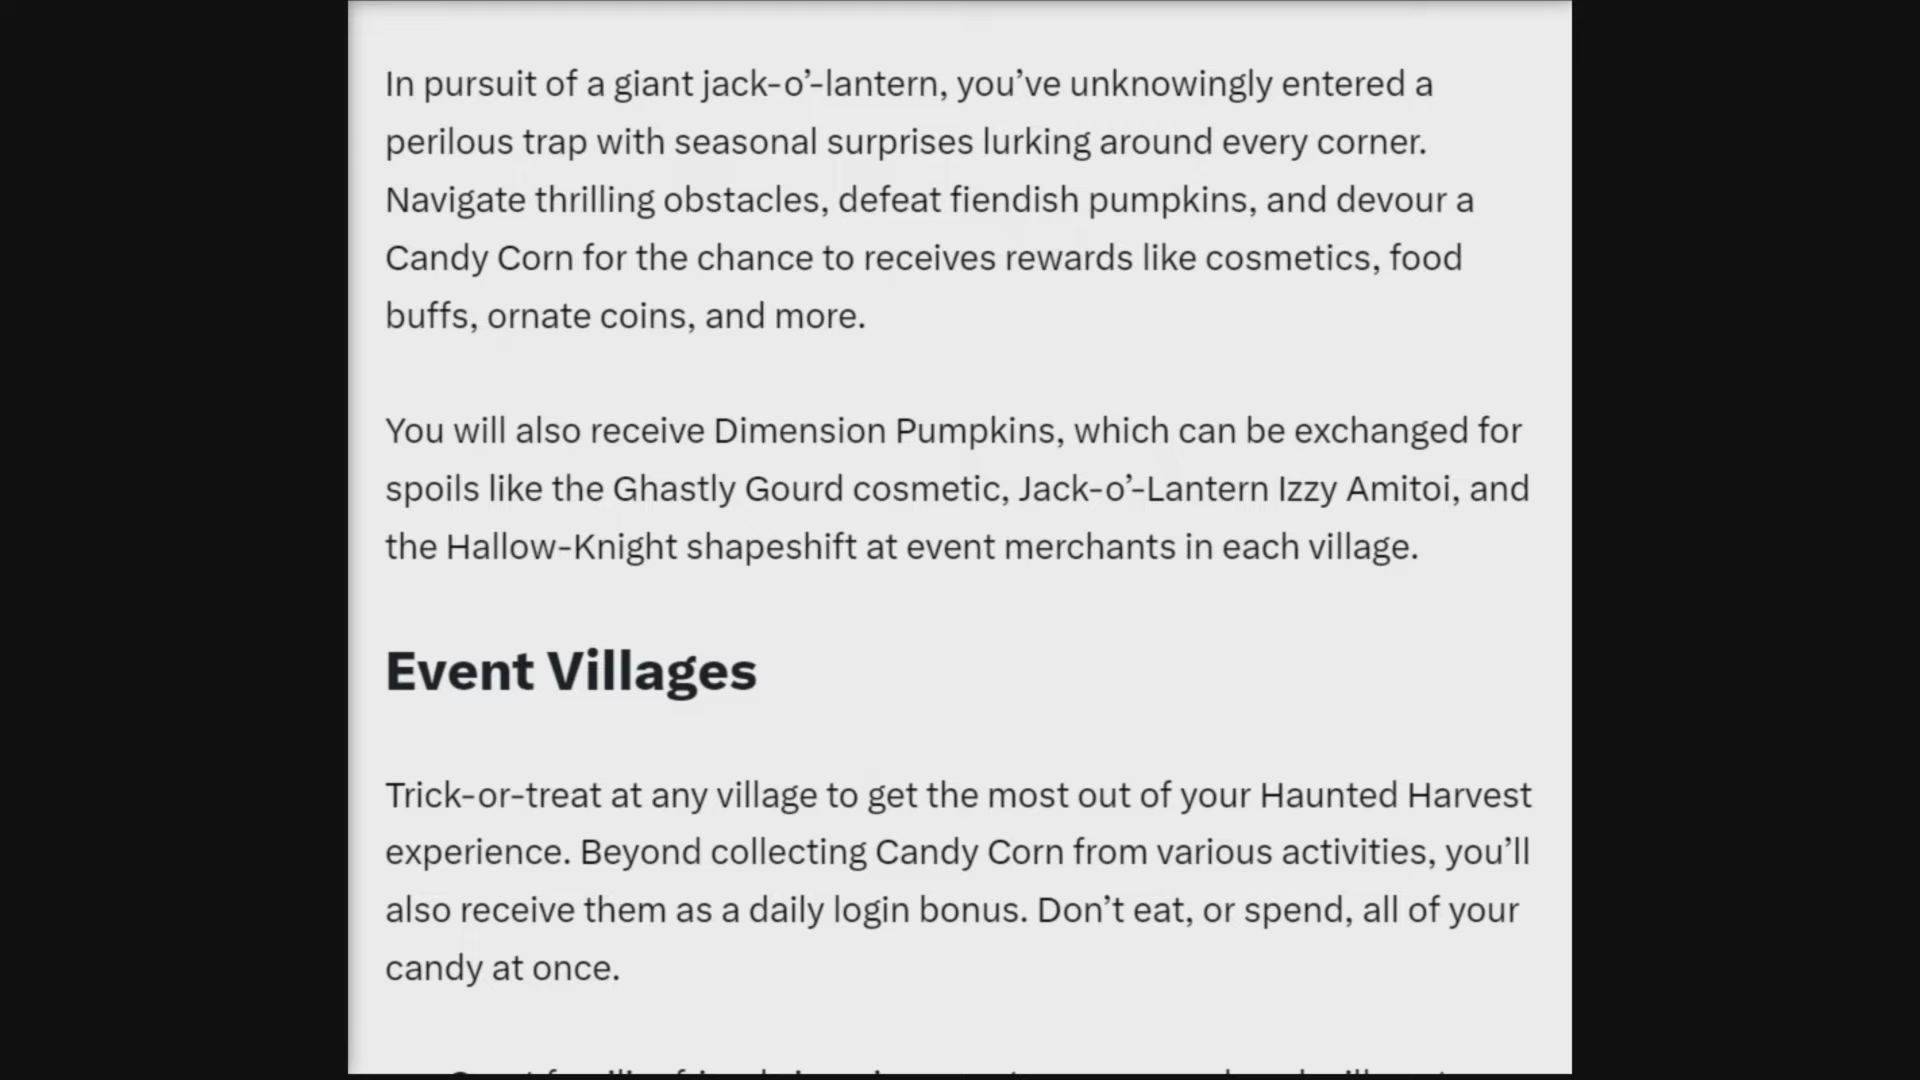 In pursuit of a giant jack-o’-lantern, you’ve unknowingly entered a
perilous trap with seasonal surprises lurking around every corner.
Navigate thrilling obstacles, defeat fiendish pumpkins, and devour a
Candy Corn for the chance to receives rewards like cosmetics, food
buffs, ornate coins, and more.
You will also receive Dimension Pumpkins, which can be exchanged for
spoils like the Ghastly Gourd cosmetic, Jack-o’-Lantern Izzy Amitoi, and
the Hallow-Knight shapeshift at event merchants in each village.
Event Villages
Trick-or-treat at any village to get the most out of your Haunted Harvest
experience. Beyond collecting Candy Corn from various activities, you’ll
also receive them as a daily login bonus. Don’t eat, or spend, all of your
candy at once.